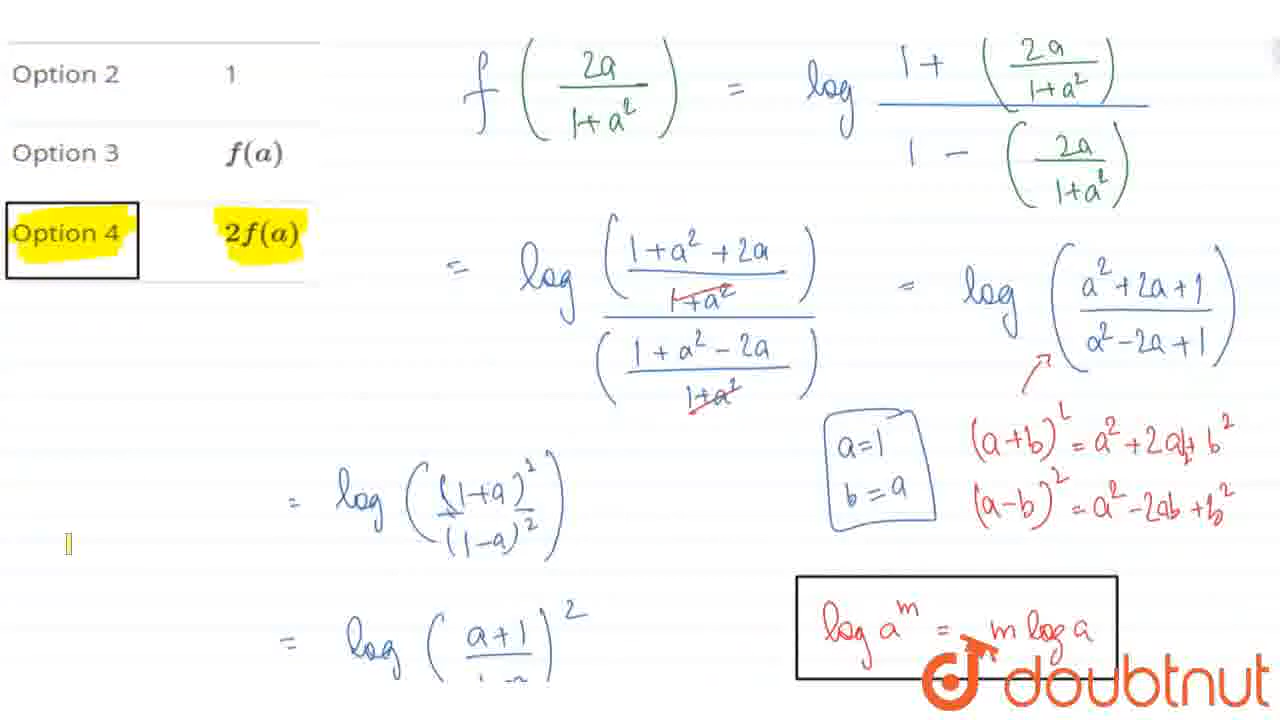 Option 2 1
Option 3 f(a)
Option 4 2f(a)
f(2a/(1+a²)) = log (1 + (2a/(1+a²)))/(1 - (2a/(1+a²)))
= log ((1+a²+2a)/(1+a²))/((1+a²-2a)/(1+a²)) = log ((a²+2a+1)/(a²-2a+1))
a=1
b=a
(a+b)² = a²+2ab+b²
(a-b)² = a²-2ab+b²
= log ((1+a)²/(1-a)²)
= log (a+1/)²
log aᵐ = m log a
doubtnut